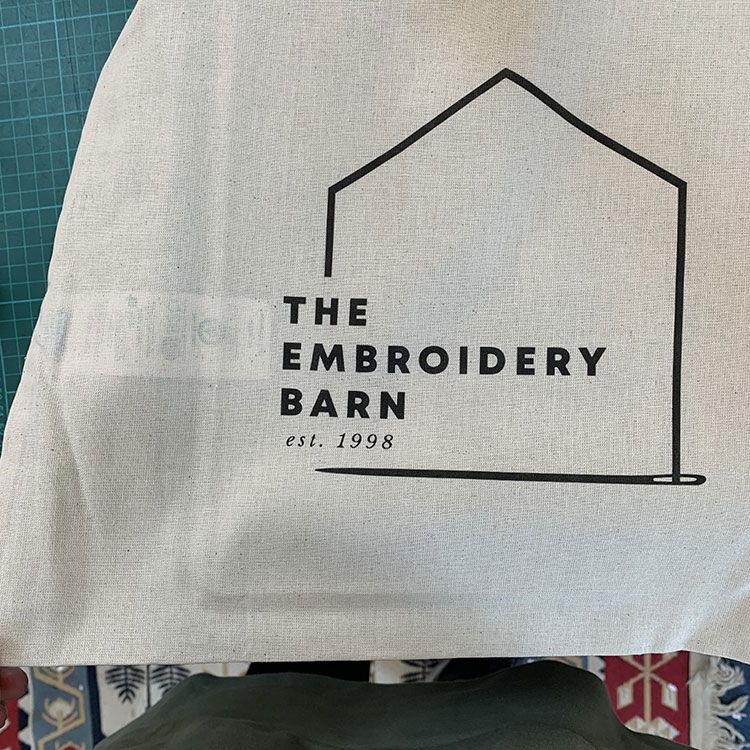 THE
EMBROIDERY
BARN
est. 1998